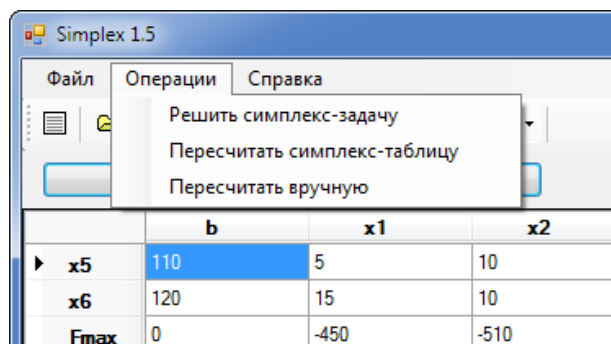 Simplex 1.5
Файл Операции Справка
Решить симплекс-задачу
Пересчитать симплекс-таблицу
Пересчитать вручную
b x1 x2
x5 110 5 10
x6 120 15 10
Fmax 0 -450 -510